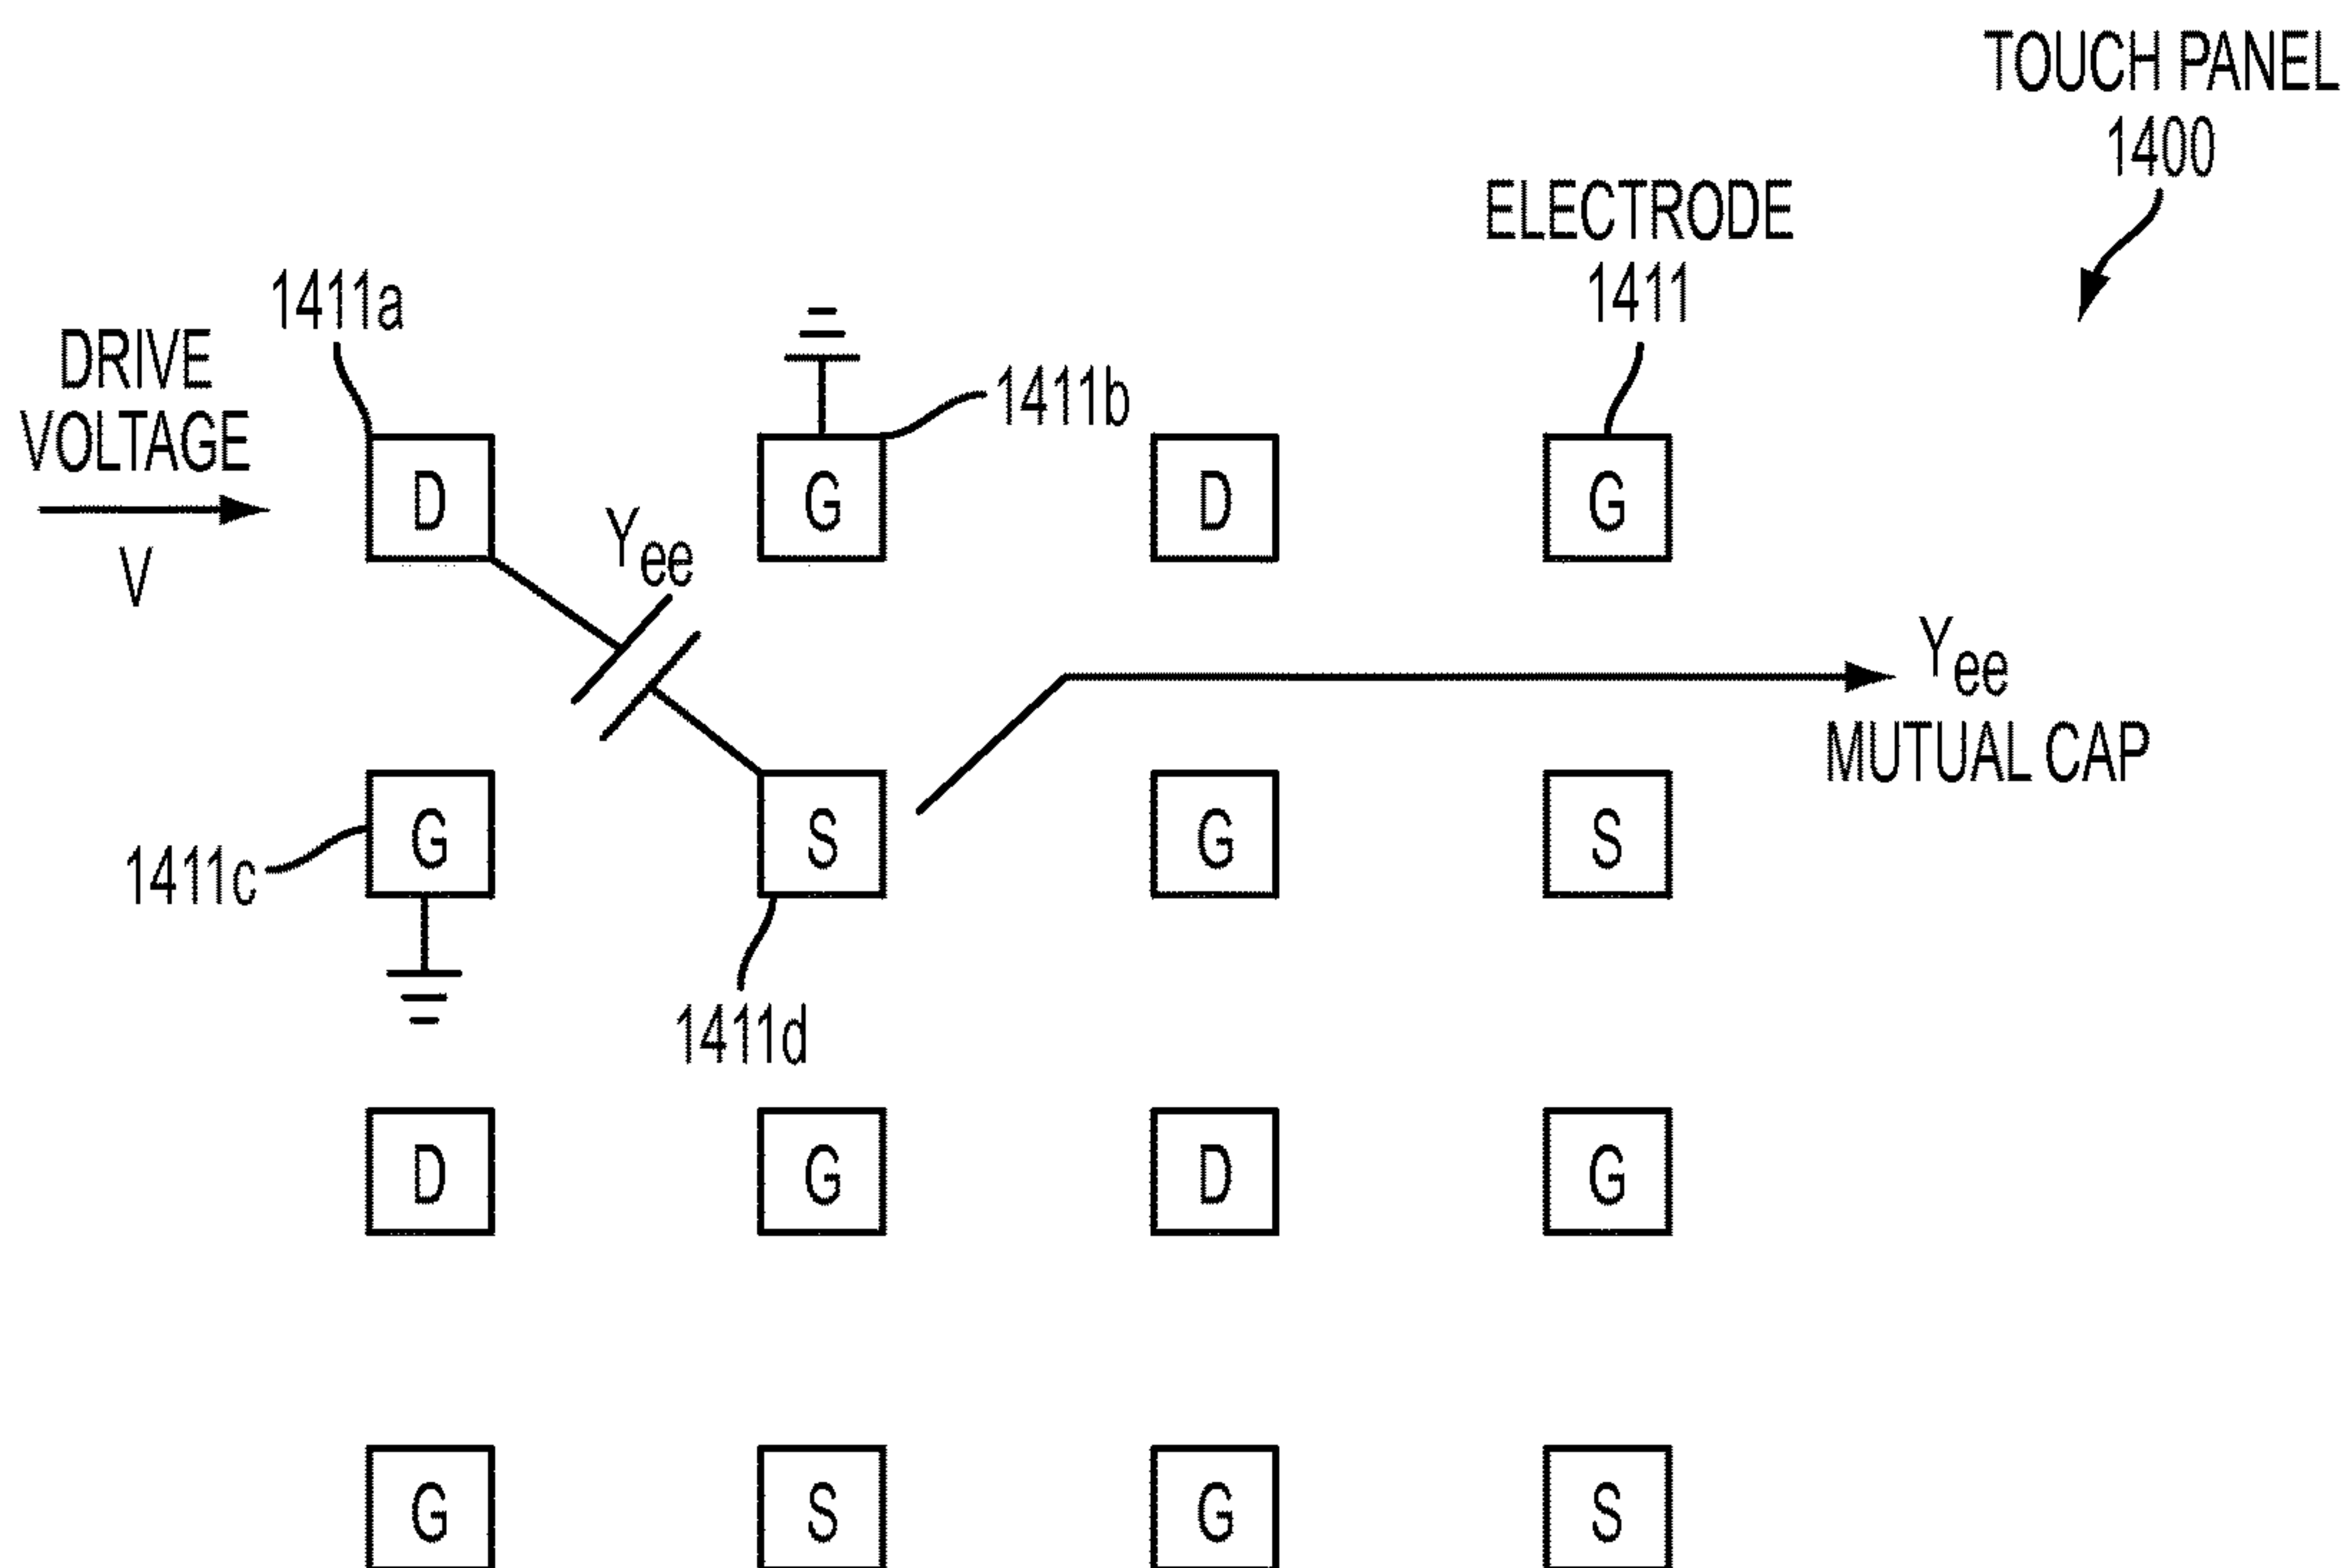 TOUCH PANEL
1400
ELECTRODE
1411
1411a
DRIVE
VOLTAGE
V
1411b
D G D G
Yee
Yee
MUTUAL CAP
G S G S
1411c
1411d
D G D G
G S G S